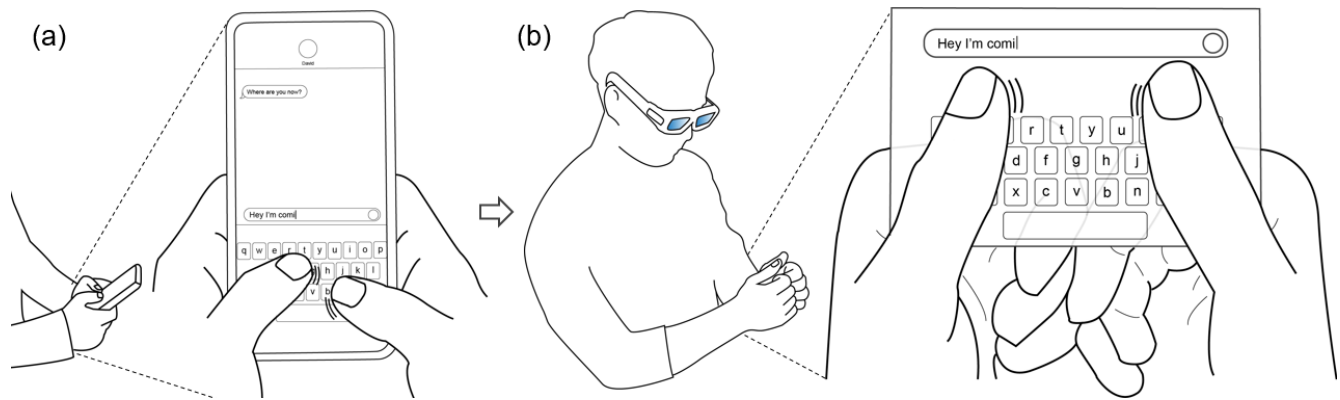 (a)
David
Where are you now?
Hey I'm comi
q w e r t y u i o p
h j k l
v b
(b)
Hey I'm comi
r t y u
d f g h j
x c v b n